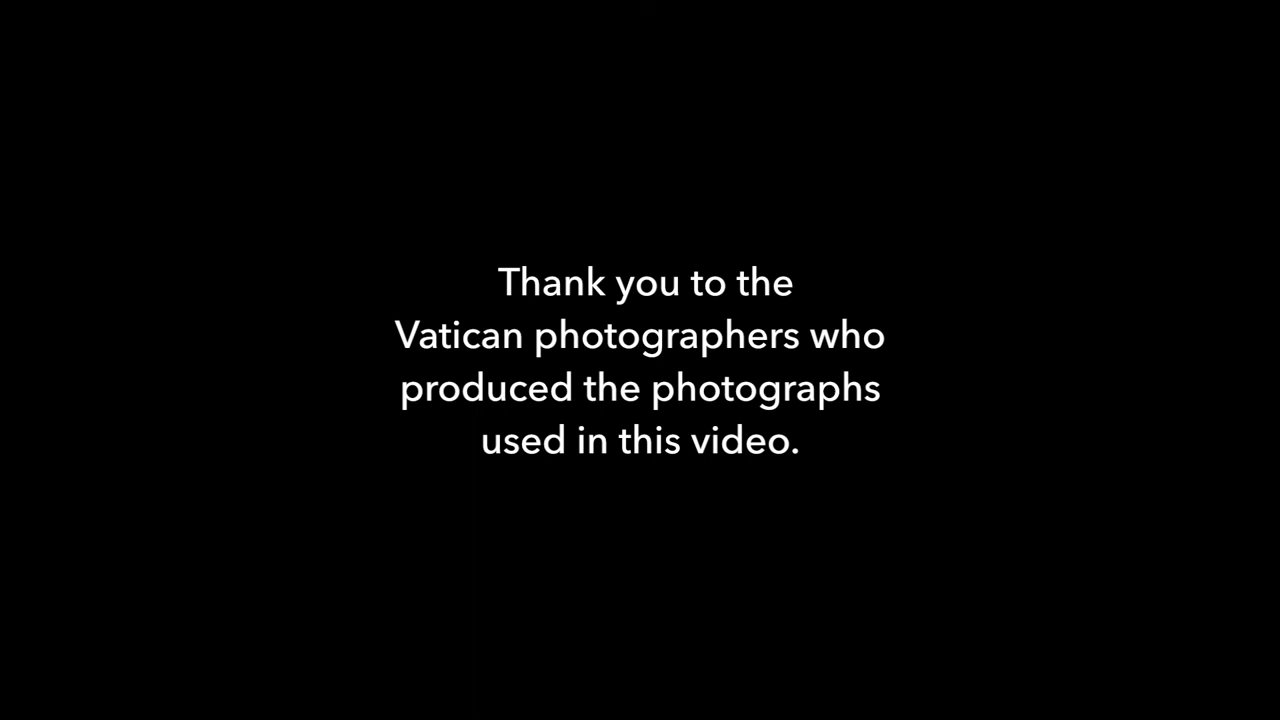 Thank you to the
Vatican photographers who
produced the photographs
used in this video.